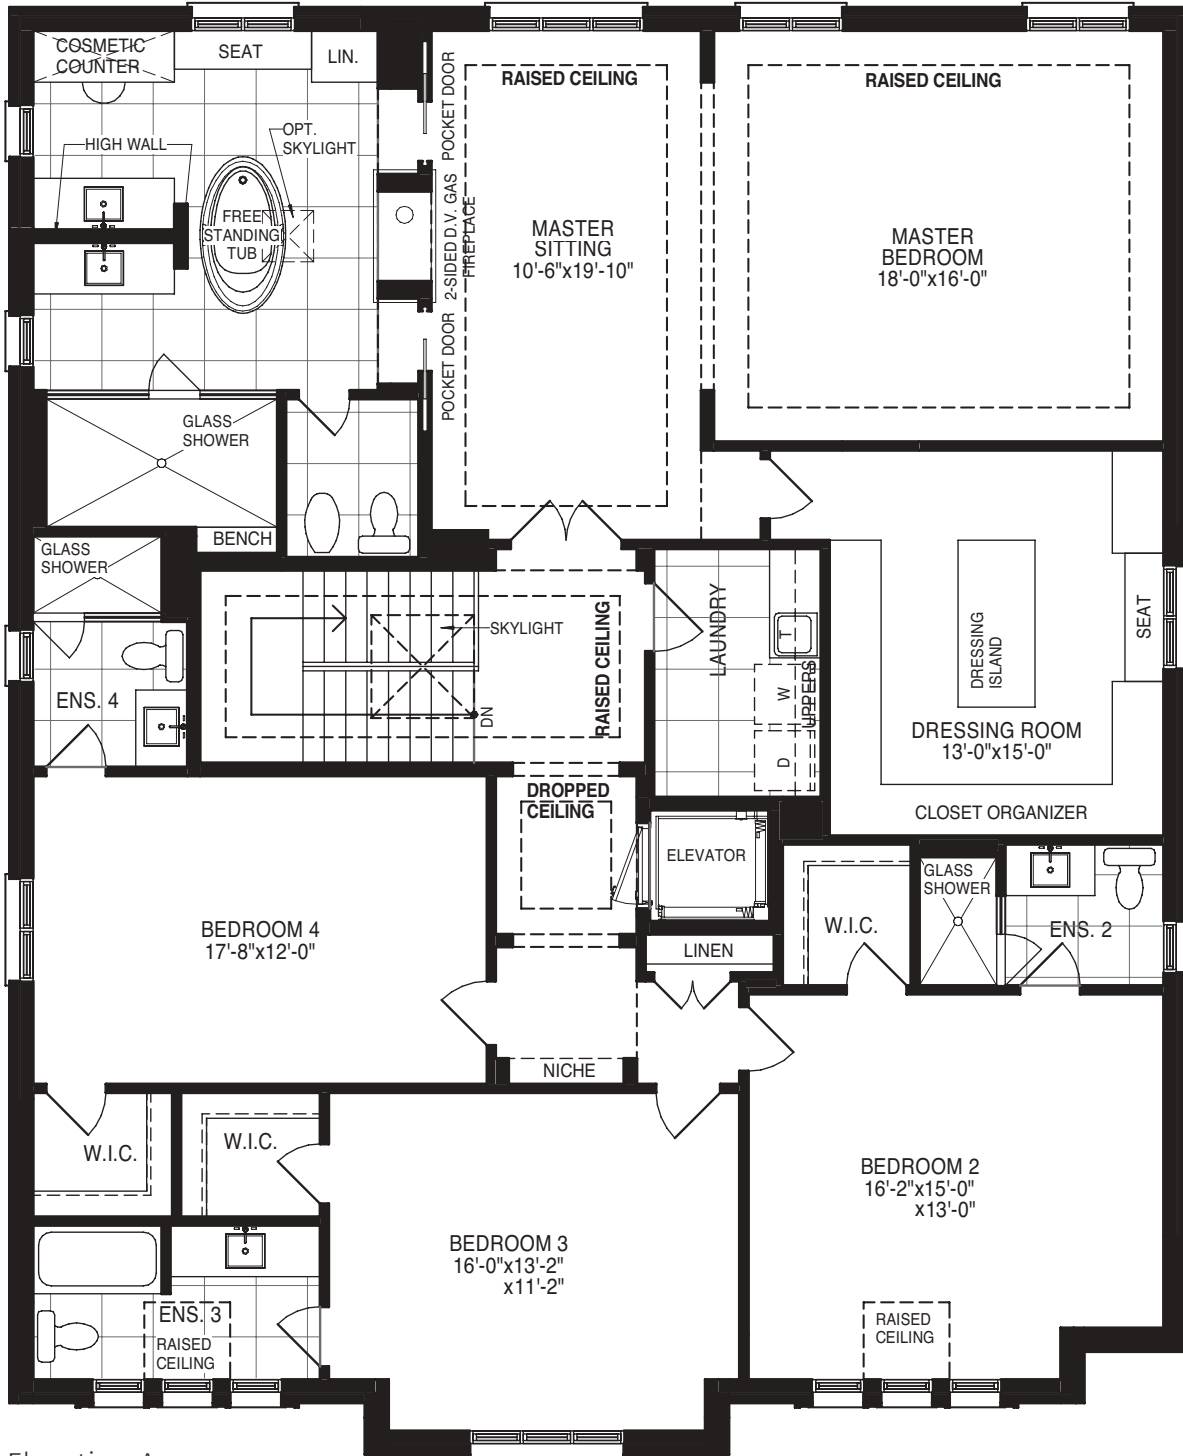 COSMETIC
COUNTER
SEAT
LIN.
HIGH WALL
OPT.
SKYLIGHT
FREE
STANDING
TUB
POCKET DOOR
2-SIDED D.V. GAS
FIREPLACE
POCKET DOOR
RAISED CEILING
MASTER
SITTING
10'-6"x19'-10"
RAISED CEILING
MASTER
BEDROOM
18'-0"x16'-0"
GLASS
SHOWER
BENCH
GLASS
SHOWER
ENS. 4
SKYLIGHT
DN
RAISED CEILING
LAUNDRY
T
W
D
UPPERS
DRESSING
ISLAND
SEAT
DRESSING ROOM
13'-0"x15'-0"
CLOSET ORGANIZER
DROPPED
CEILING
ELEVATOR
LINEN
W.I.C.
GLASS
SHOWER
ENS. 2
BEDROOM 4
17'-8"x12'-0"
NICHE
W.I.C.
W.I.C.
BEDROOM 3
16'-0"x13'-2"
x11'-2"
BEDROOM 2
16'-2"x15'-0"
x13'-0"
ENS. 3
RAISED
CEILING
RAISED
CEILING
Elevation A